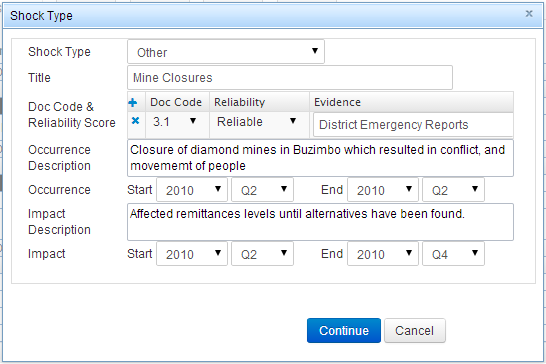 Shock Type
Shock Type Other
Title Mine Closures
Doc Code & Reliability Score
Doc Code Reliability Evidence
3.1 Reliable District Emergency Reports
Occurrence Description
Closure of diamond mines in Buzimbo which resulted in conflict, and
movememt of people
Occurrence Start 2010 Q2 End 2010 Q2
Impact Description
Affected remittances levels until alternatives have been found.
Impact Start 2010 Q2 End 2010 Q4
Continue Cancel